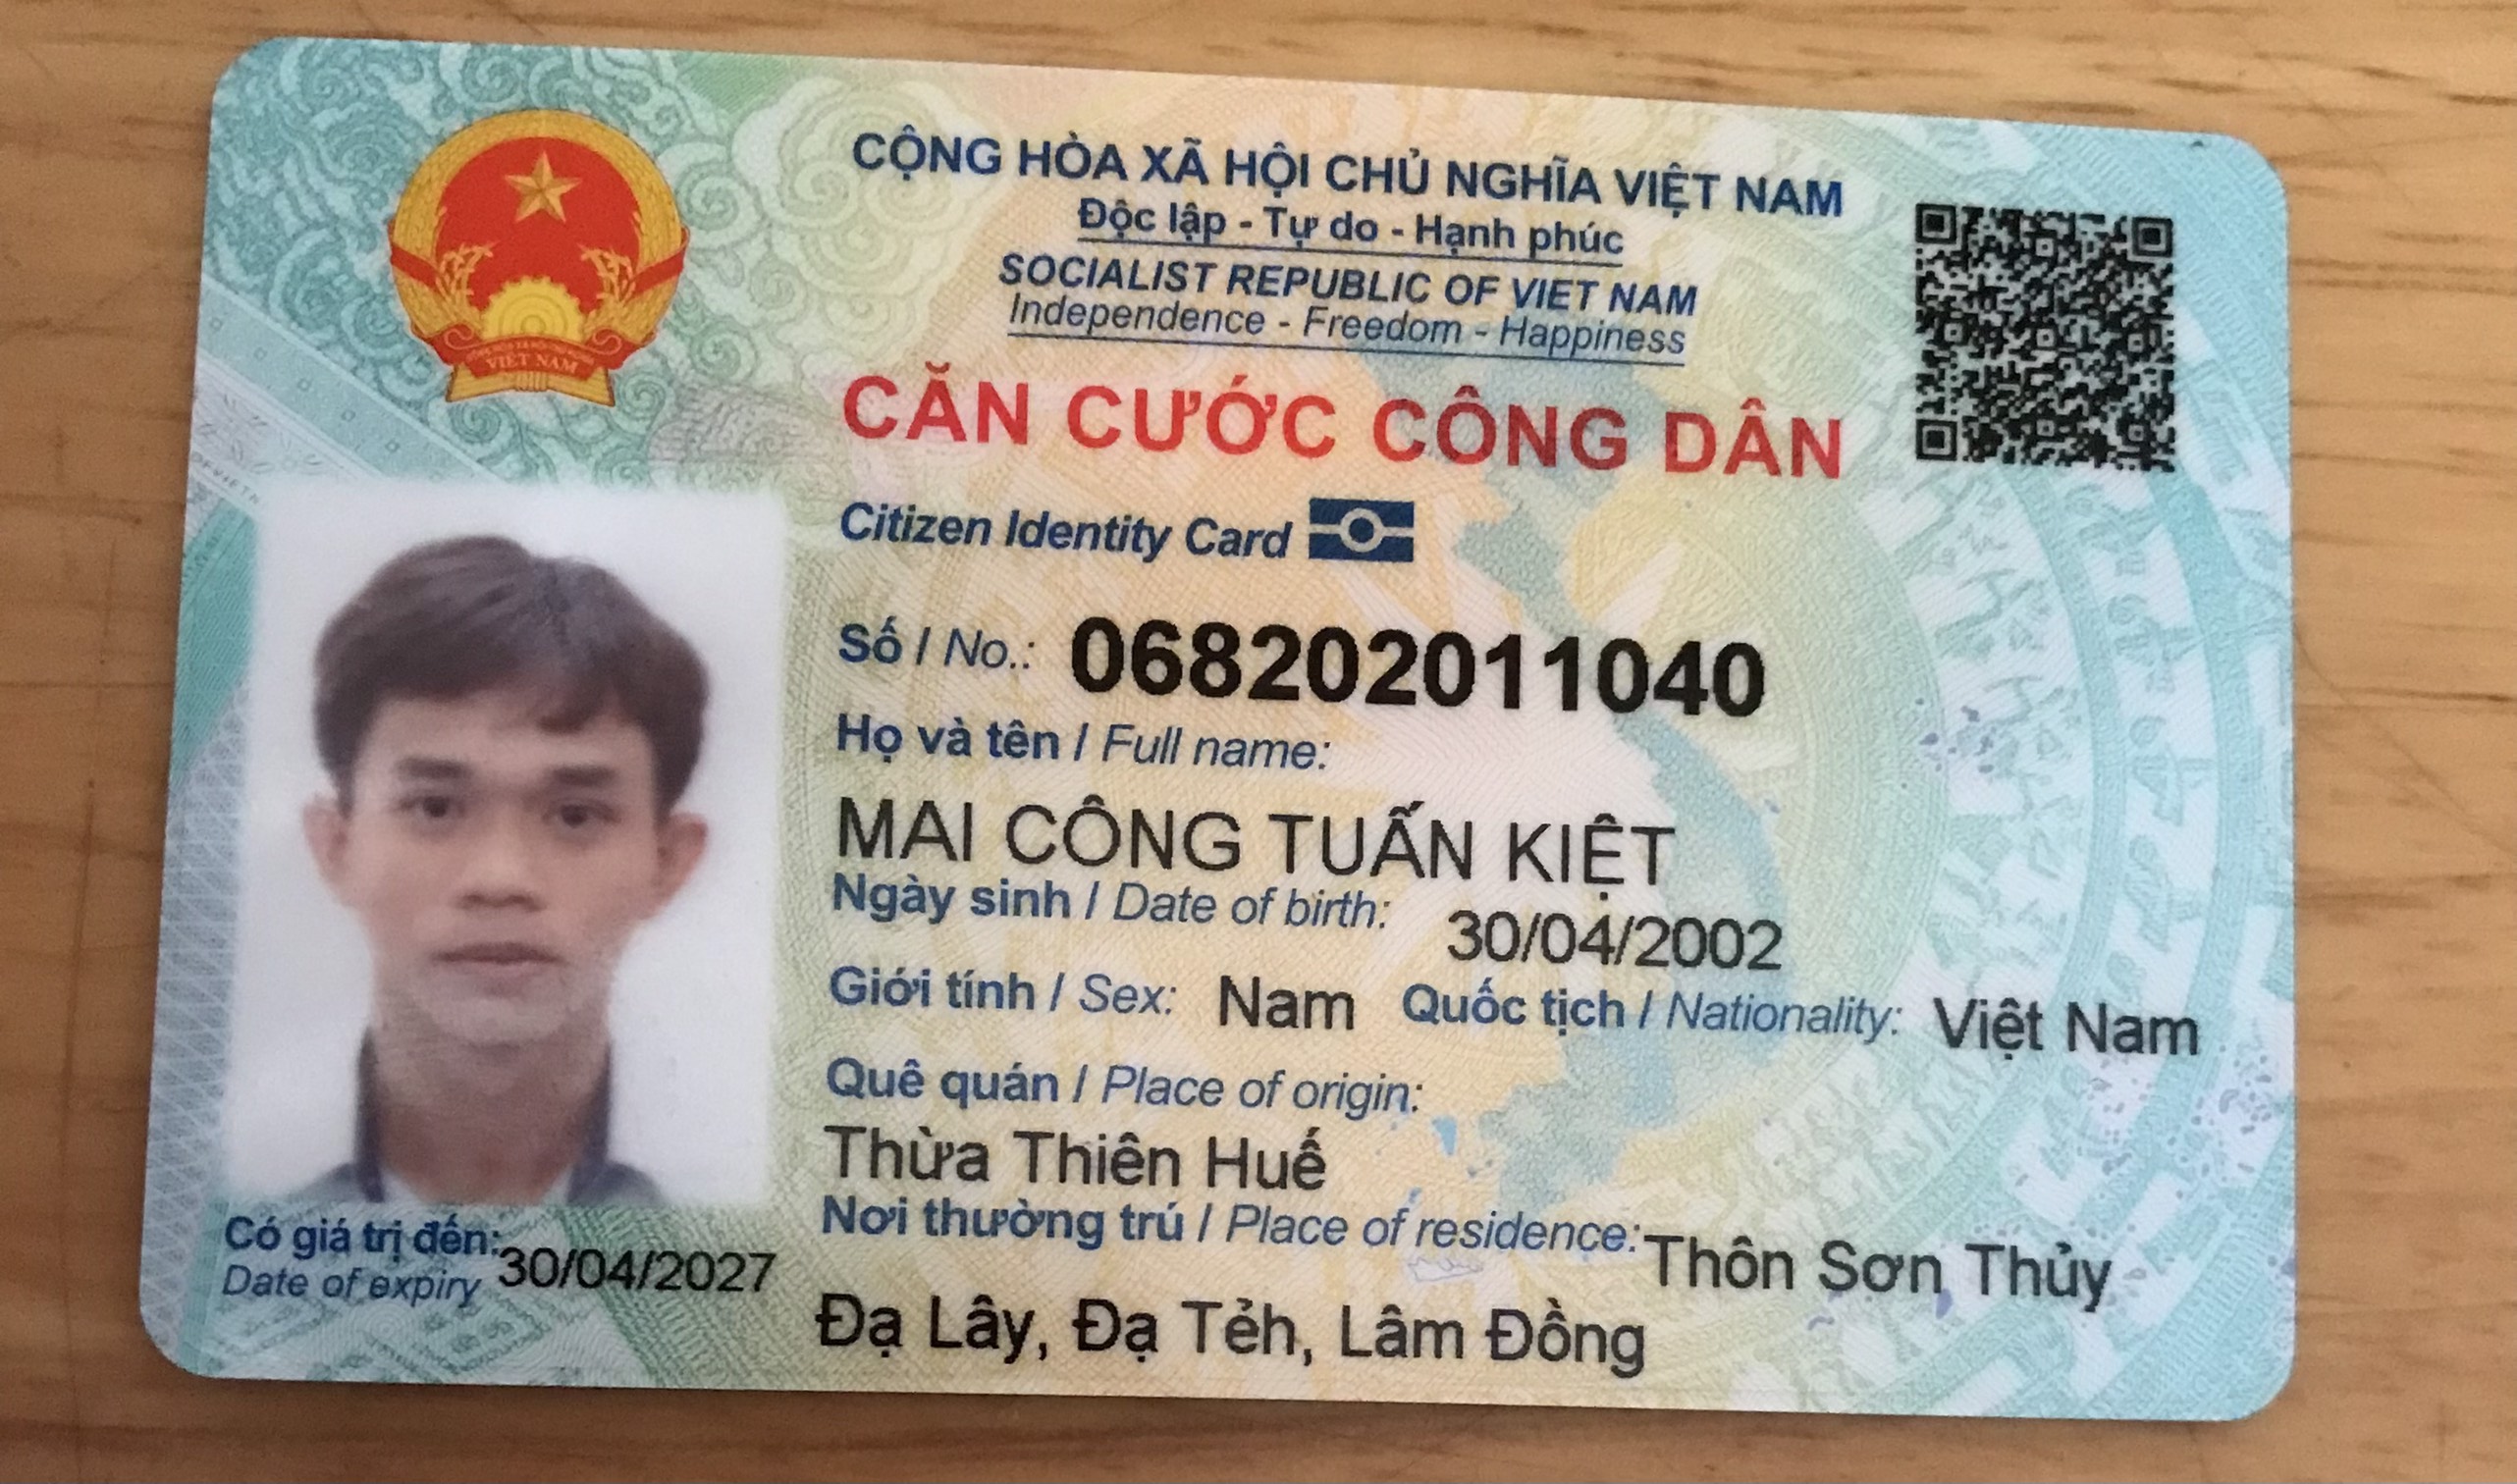 CỘNG HÒA XÃ HỘI CHỦ NGHĨA VIỆT NAM
Độc lập - Tự do - Hạnh phúc
SOCIALIST REPUBLIC OF VIET NAM
Independence - Freedom - Happiness
VIỆT NAM
CĂN CƯỚC CÔNG DÂN
Citizen Identity Card
Số / No.: 068202011040
Họ và tên / Full name:
MAI CÔNG TUẤN KIỆT
Ngày sinh / Date of birth: 30/04/2002
Giới tính / Sex: Nam Quốc tịch / Nationality: Việt Nam
Quê quán / Place of origin:
Thừa Thiên Huế
Nơi thường trú / Place of residence: Thôn Sơn Thủy
Đạ Lây, Đạ Tẻh, Lâm Đồng
Có giá trị đến: 30/04/2027
Date of expiry